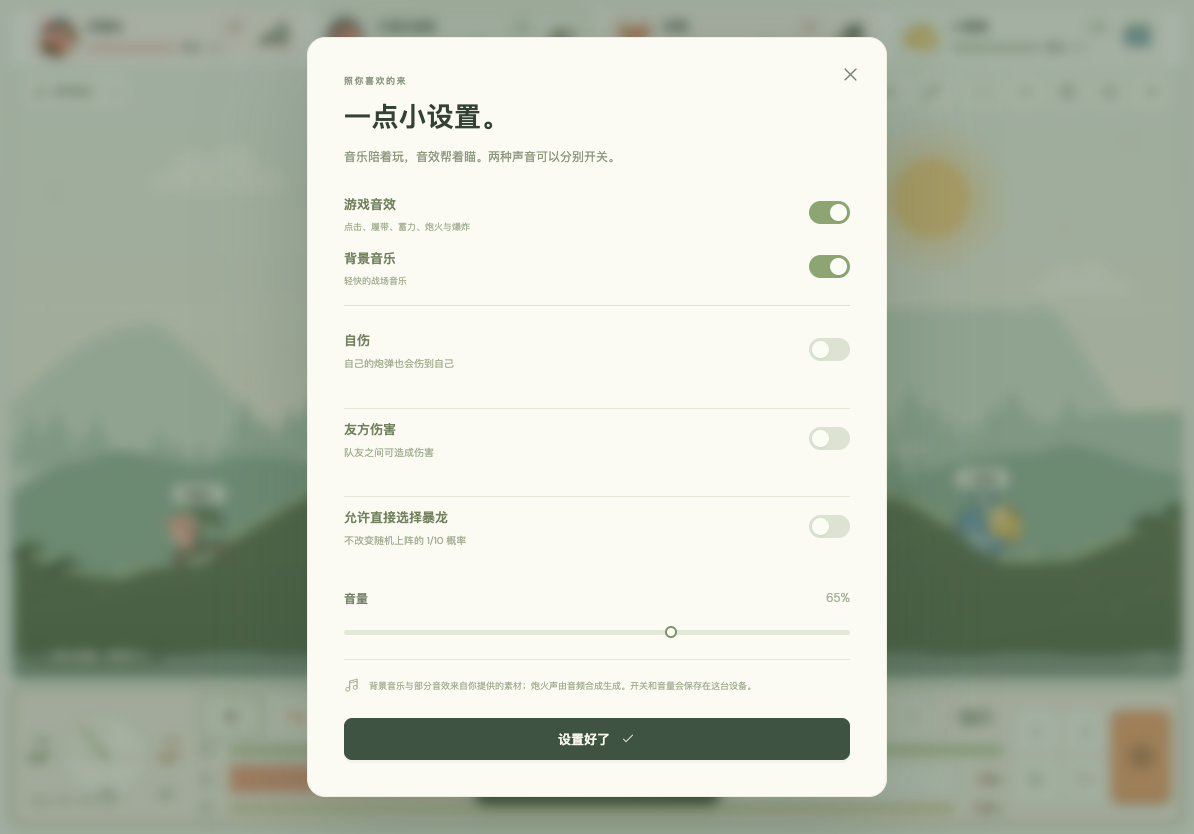 照你喜欢的来
一点小设置。
音乐陪着玩，音效帮着瞄。两种声音可以分别开关。
游戏音效
点击、履带、蓄力、炮火与爆炸
背景音乐
轻快的战场音乐
自伤
自己的炮弹也会伤到自己
友方伤害
队友之间可造成伤害
允许直接选择暴龙
不改变随机上阵的 1/10 概率
音量
65%
背景音乐与部分音效来自你提供的素材；炮火声由音频合成生成。开关和音量会保存在这台设备。
设置好了